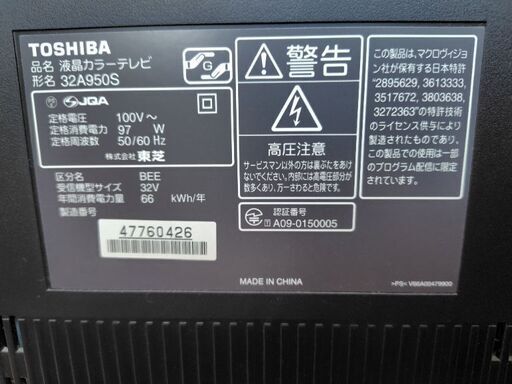 TOSHIBA
品名 液晶カラーテレビ
形名 32A950S
G
JQA
定格電圧 100V～
定格消費電力 97 W
定格周波数 50/60 Hz
株式会社 東芝
区分名 BEE
受信機型サイズ 32V
年間消費電力量 66 kWh/年
製造番号
47760426
警告
高圧注意
サービスマン以外の方は裏ぶたをあけ
ないでください。内部には高電圧部分が
数多くあり、万一さわると危険です。
認証番号
A09-0150005
この製品は、マクロヴィジョン
社が保有する日本特許
"2895629、3613333、
3517672、3803638、
3272363"の特許技術
のライセンス供与により
製造されたものであり、こ
の製品での使用は一部
のプログラム配信に限定
されています。
MADE IN CHINA
>PS< V66A00479900